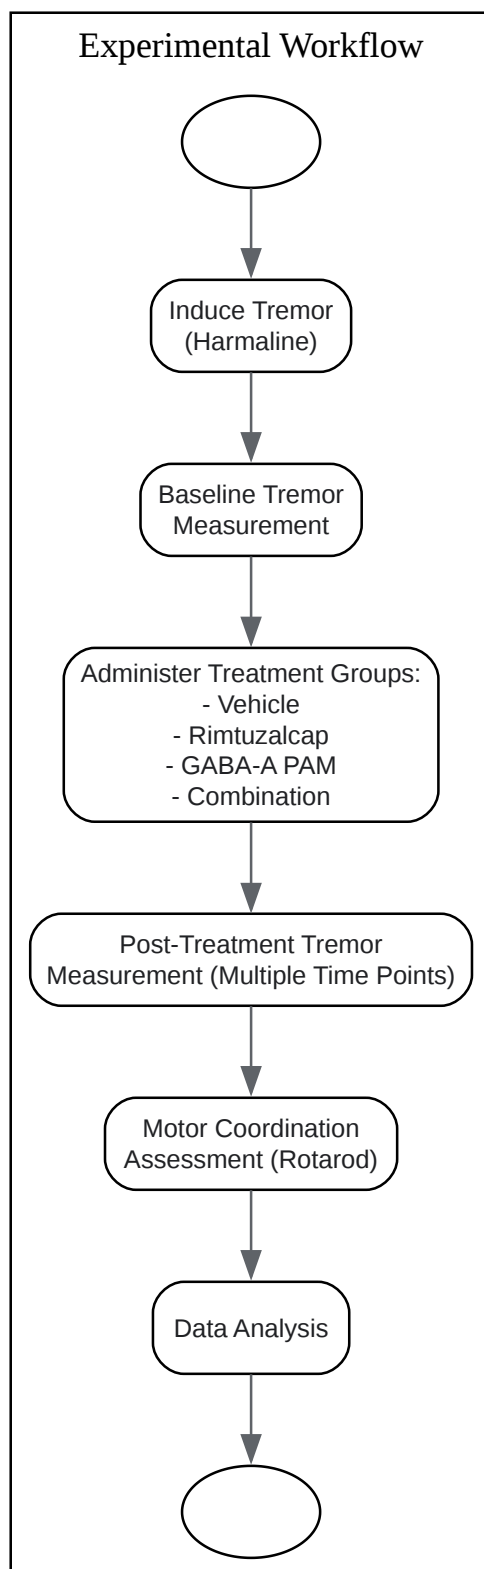 Experimental Workflow
Induce Tremor
(Harmaline)
Baseline Tremor
Measurement
Administer Treatment Groups:
- Vehicle
- Rimtuzalcap
- GABA-A PAM
- Combination
Post-Treatment Tremor
Measurement (Multiple Time Points)
Motor Coordination
Assessment (Rotarod)
Data Analysis